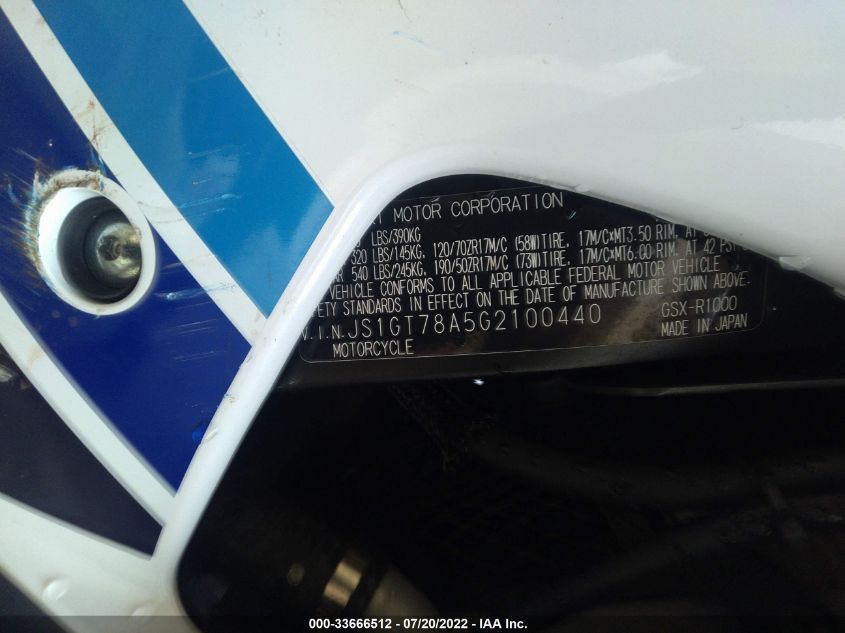 MOTOR CORPORATION
LBS/390KG
320 LBS/145KG, 120/70ZR17M/C (58W)TIRE, 17M/C×MT3.50 RIM, AT
540 LBS/245KG, 190/50ZR17M/C (73W)TIRE, 17M/C×MT6.00 RIM, AT 42
VEHICLE CONFORMS TO ALL APPLICABLE FEDERAL MOTOR VEHICLE
STANDARDS IN EFFECT ON THE DATE OF MANUFACTURE SHOWN ABOVE.
V.I.N.JS1GT78A5G2100440 GSX-R1000
MOTORCYCLE MADE IN JAPAN
000-33666512 - 07/20/2022 - IAA Inc.